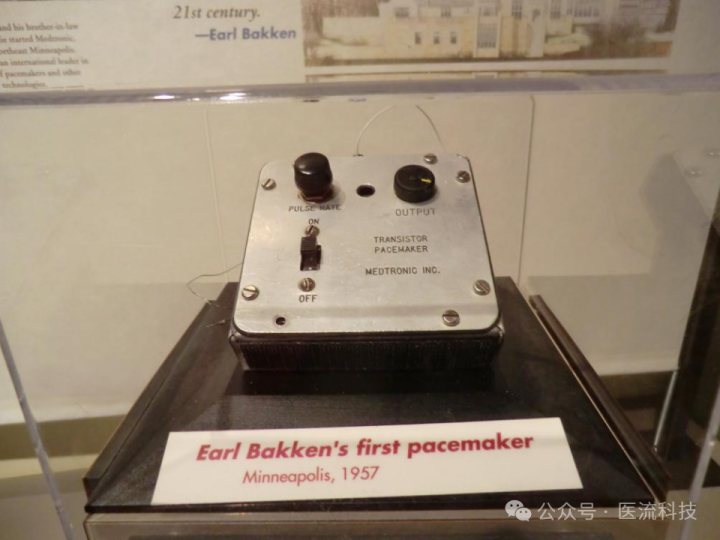 21st century.
—Earl Bakken
and his brother-in-law
started Medtronic,
Northeast Minneapolis.
an international leader in
pacemakers and other
technologies.
PULSE RATE
OUTPUT
ON
TRANSISTOR
PACEMAKER
MEDTRONIC INC.
OFF
Earl Bakken's first pacemaker
Minneapolis, 1957
公众号 · 医流科技